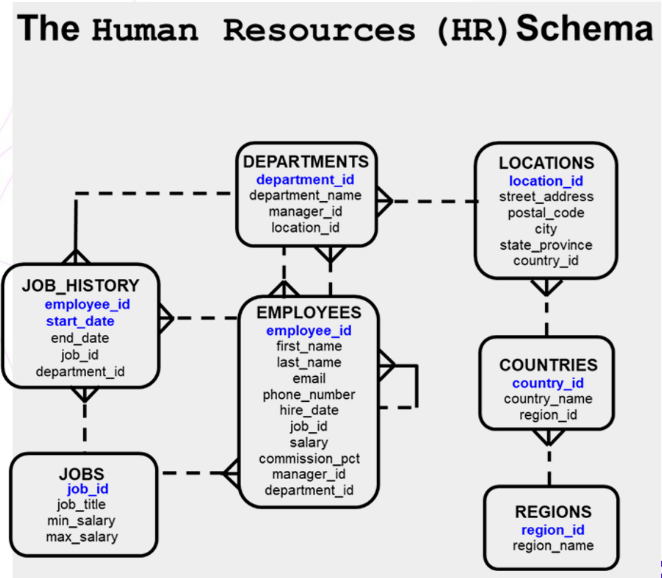 The Human Resources (HR) Schema
DEPARTMENTS
department_id
department_name
manager_id
location_id
LOCATIONS
location_id
street_address
postal_code
city
state_province
country_id
JOB_HISTORY
employee_id
start_date
end_date
job_id
department_id
EMPLOYEES
employee_id
first_name
last_name
email
phone_number
hire_date
job_id
salary
commission_pct
manager_id
department_id
COUNTRIES
country_id
country_name
region_id
JOBS
job_id
job_title
min_salary
max_salary
REGIONS
region_id
region_name